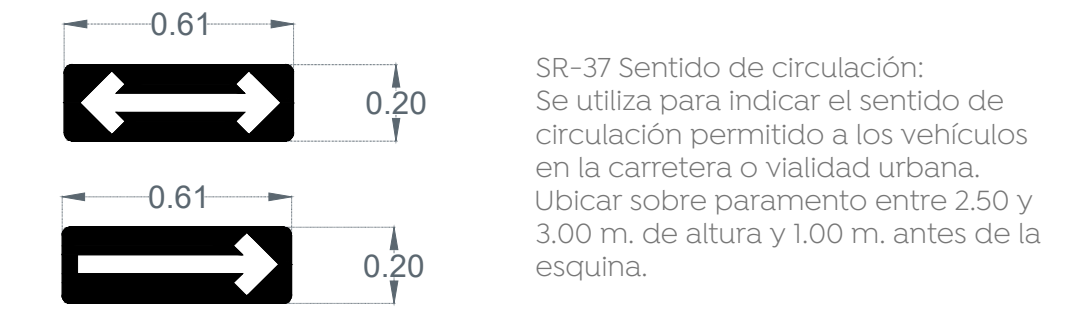 0.61
0.20
0.61
0.20
SR-37 Sentido de circulación:
Se utiliza para indicar el sentido de
circulación permitido a los vehículos
en la carretera o vialidad urbana.
Ubicar sobre paramento entre 2.50 y
3.00 m. de altura y 1.00 m. antes de la
esquina.